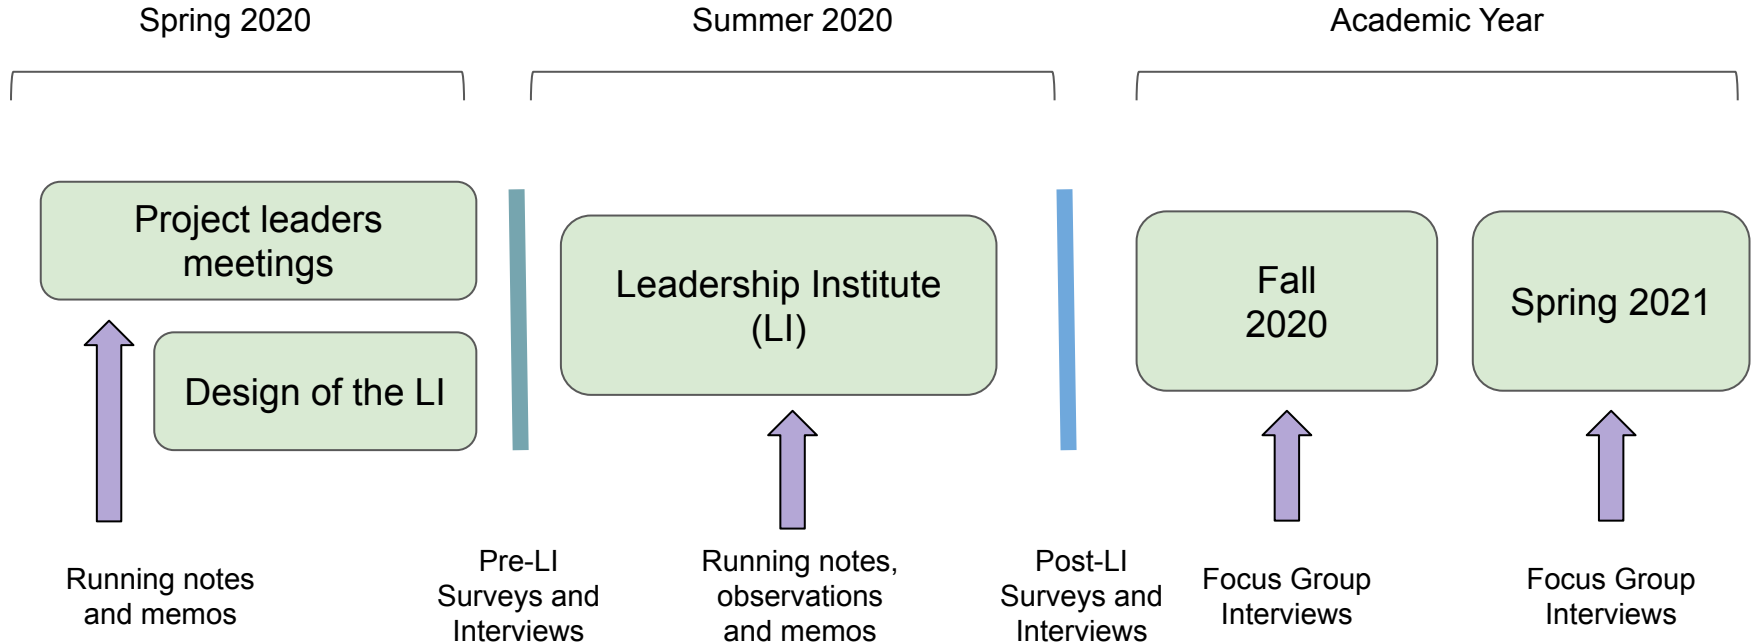 Spring 2020
Summer 2020
Academic Year
Project leaders
meetings
Design of the LI
Leadership Institute
(LI)
Fall
2020
Spring 2021
Running notes
and memos
Pre-LI
Surveys and
Interviews
Running notes,
observations
and memos
Post-LI
Surveys and
Interviews
Focus Group
Interviews
Focus Group
Interviews